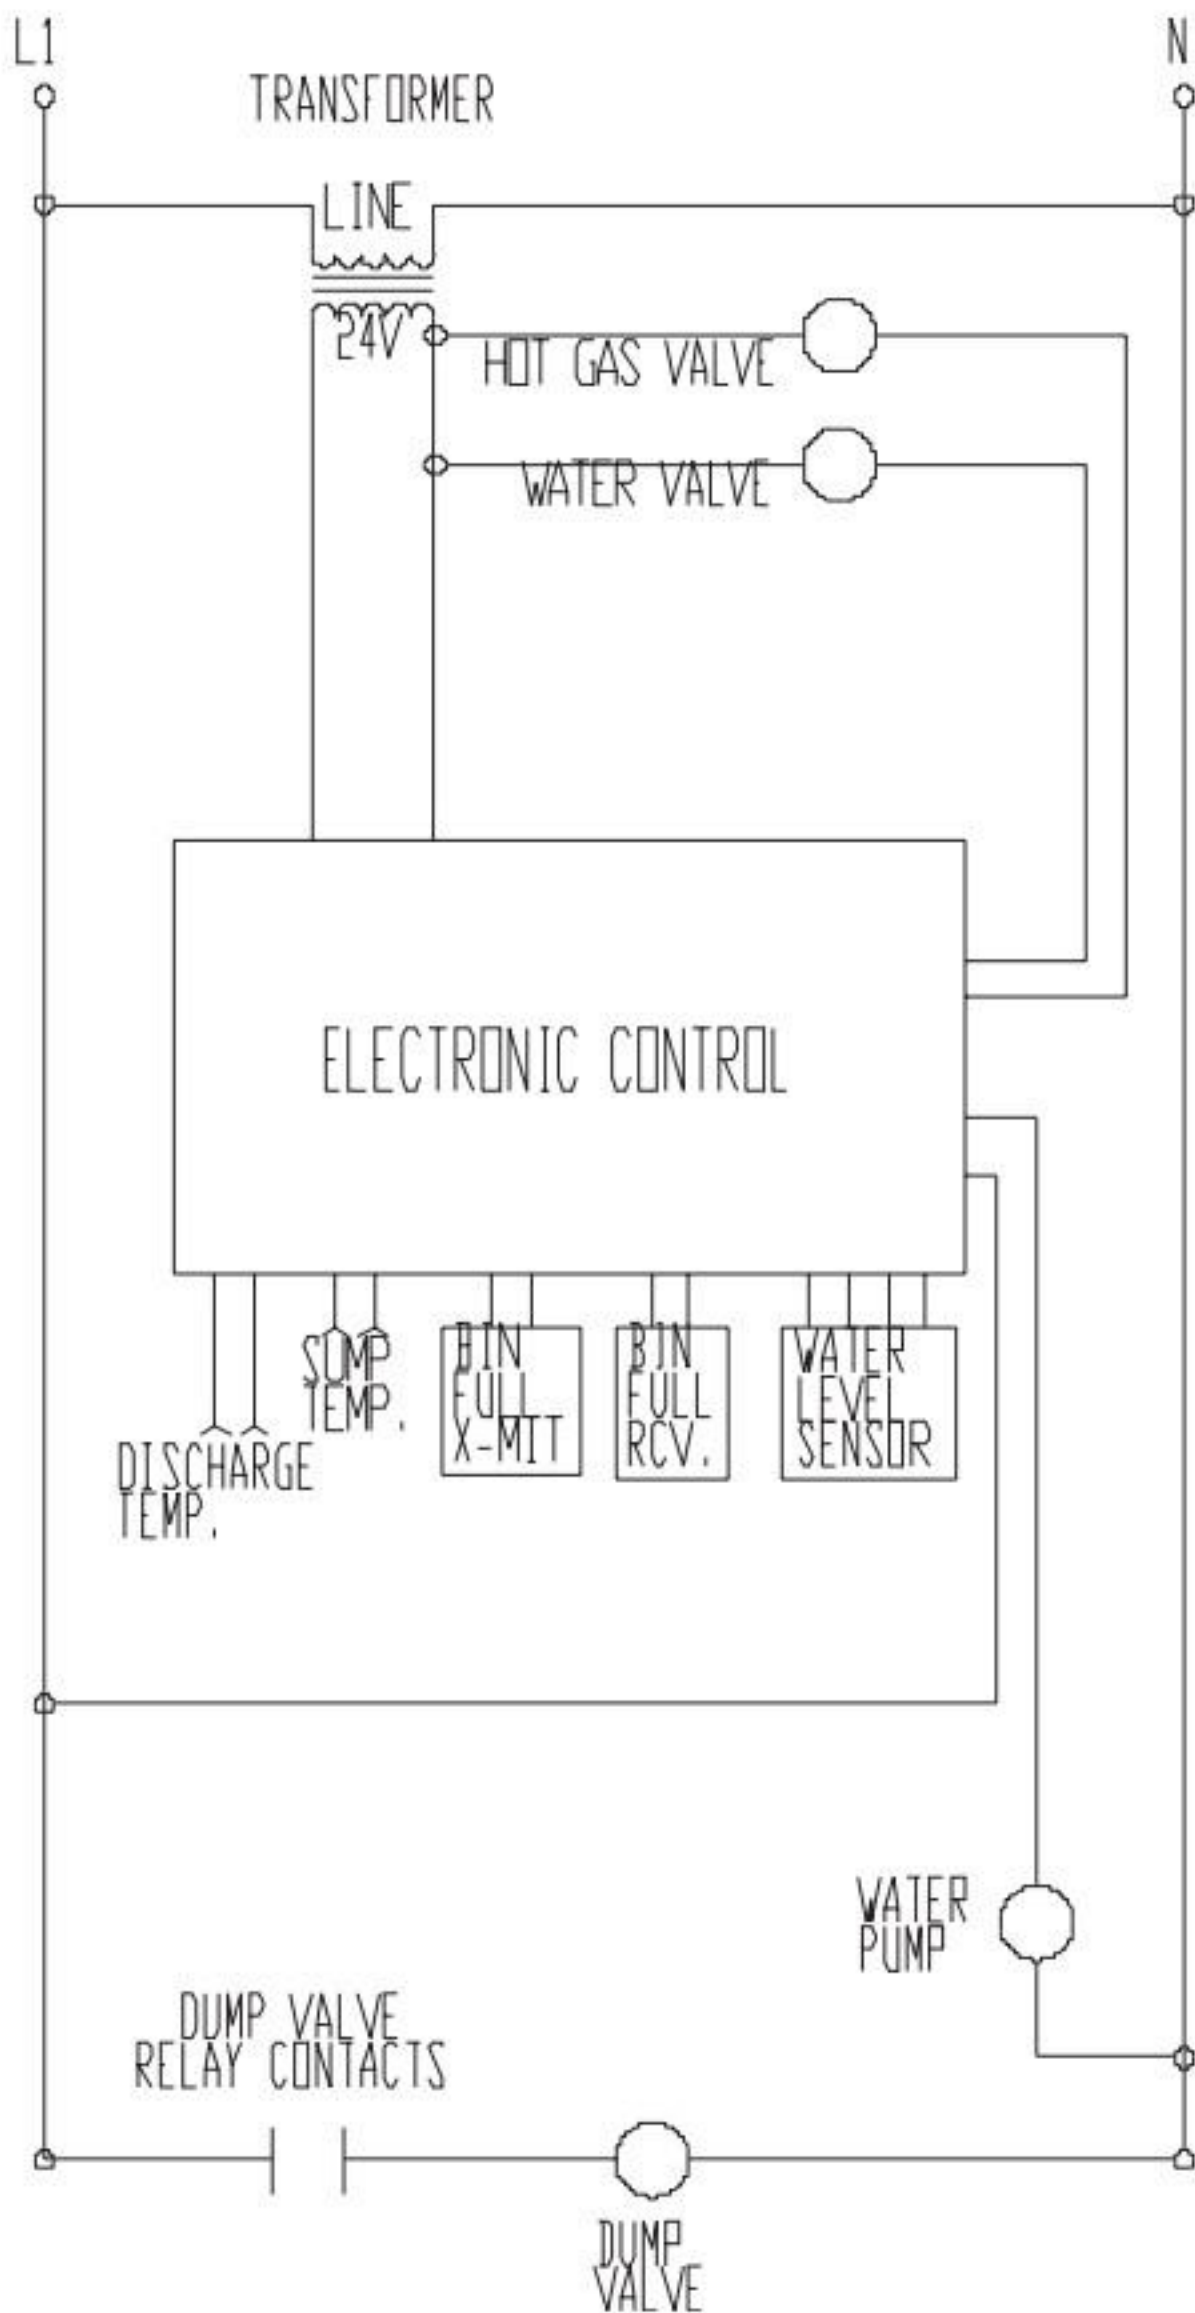 L1
N
TRANSFORMER
LINE
24V
HOT GAS VALVE
WATER VALVE
ELECTRONIC CONTROL
DISCHARGE
TEMP.
SUMP
TEMP.
BIN
FULL
X-MIT
BIN
FULL
RCV.
WATER
LEVEL
SENSOR
WATER
PUMP
DUMP VALVE
RELAY CONTACTS
DUMP
VALVE